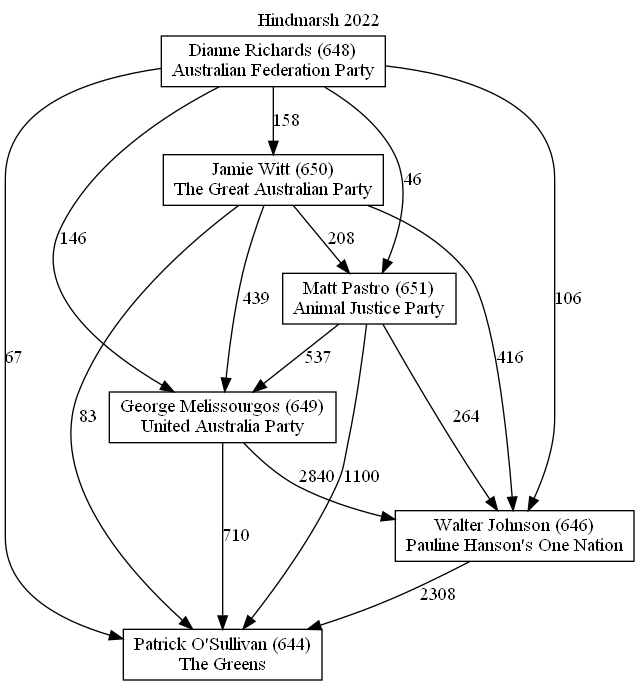 Hindmarsh 2022
Dianne Richards (648)
Australian Federation Party
158
Jamie Witt (650)
The Great Australian Party
46
146
208
Matt Pastro (651)
Animal Justice Party
439
106
67
537
416
83
264
George Melissourgos (649)
United Australia Party
2840
1100
710
Walter Johnson (646)
Pauline Hanson's One Nation
2308
Patrick O'Sullivan (644)
The Greens